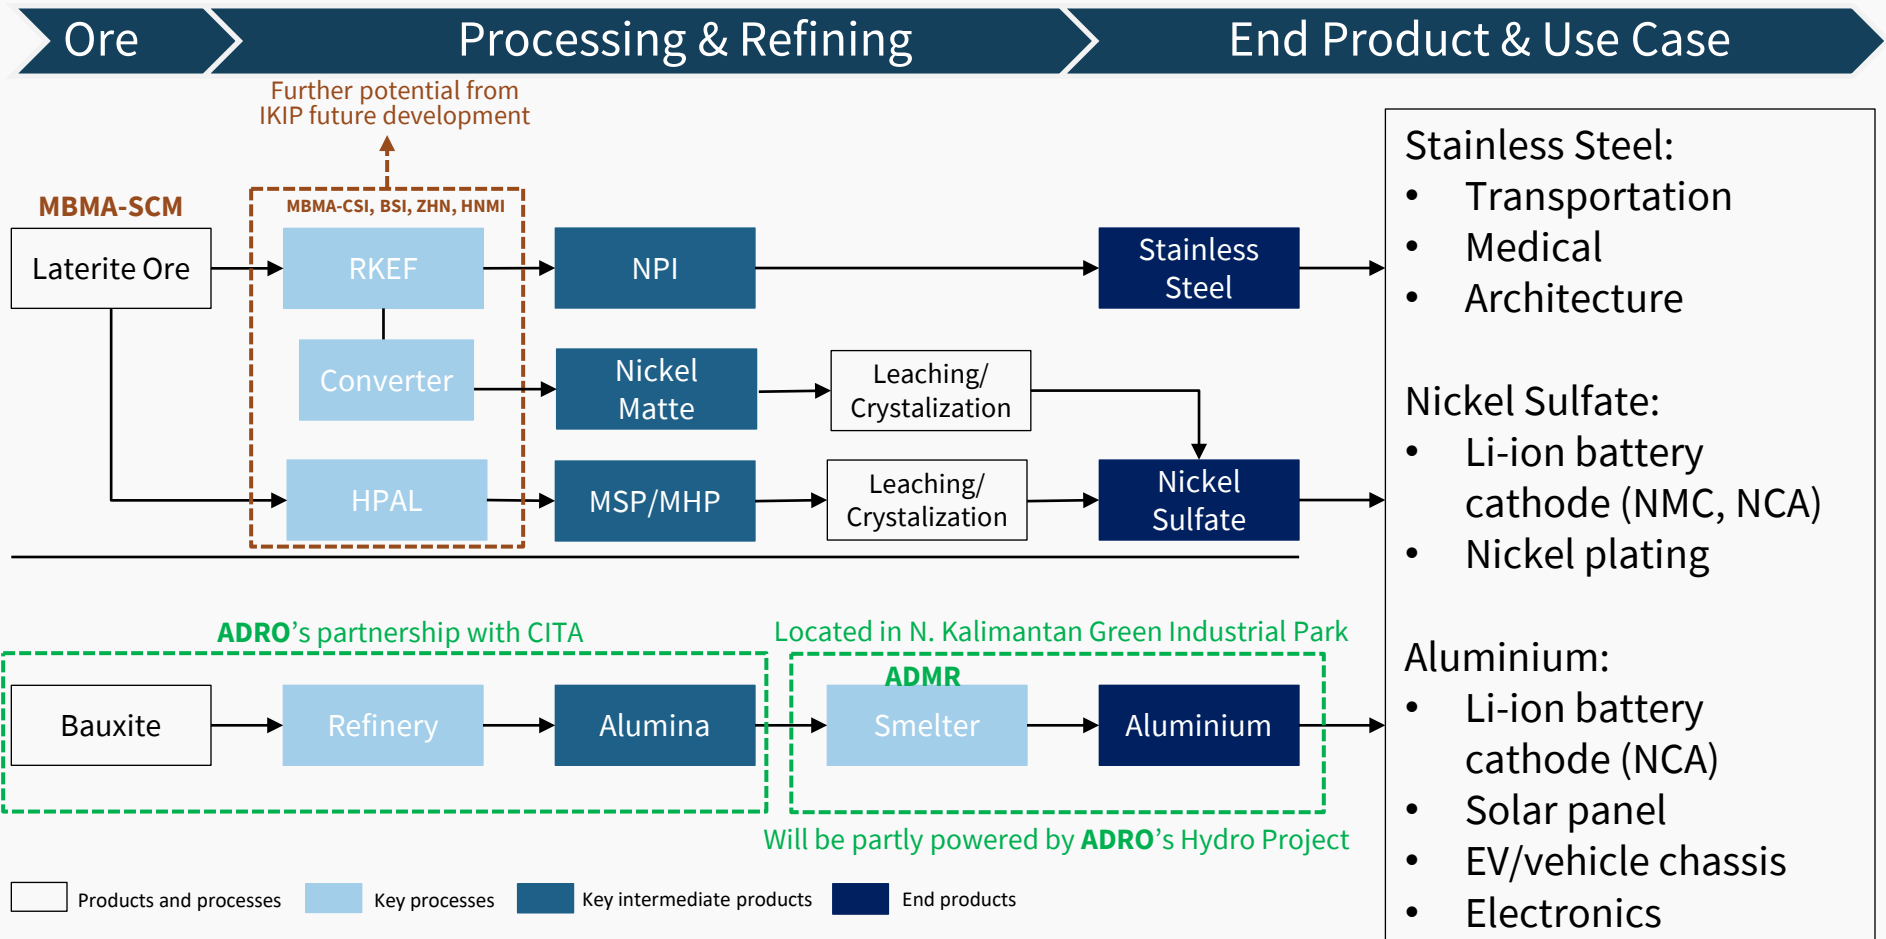 Ore
Processing & Refining
End Product & Use Case
Further potential from
IKIP future development
MBMA-SCM
MBMA-CSI, BSI, ZHN, HNMI
Laterite Ore
RKEF
NPI
Stainless
Steel
Converter
Nickel
Matte
Leaching/
Crystalization
HPAL
MSP/MHP
Leaching/
Crystalization
Nickel
Sulfate
ADRO's partnership with CITA
Located in N. Kalimantan Green Industrial Park
ADMR
Bauxite
Refinery
Alumina
Smelter
Aluminium
Will be partly powered by ADRO's Hydro Project
Products and processes
Key processes
Key intermediate products
End products
Stainless Steel:
• Transportation
• Medical
• Architecture
Nickel Sulfate:
• Li-ion battery
cathode (NMC, NCA)
• Nickel plating
Aluminium:
• Li-ion battery
cathode (NCA)
• Solar panel
• EV/vehicle chassis
• Electronics